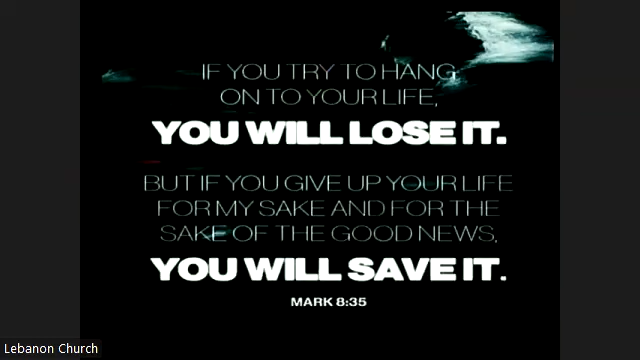 IF YOU TRY TO HANG
ON TO YOUR LIFE,
YOU WILL LOSE IT.
BUT IF YOU GIVE UP YOUR LIFE
FOR MY SAKE AND FOR THE
SAKE OF THE GOOD NEWS,
YOU WILL SAVE IT.
MARK 8:35
Lebanon Church